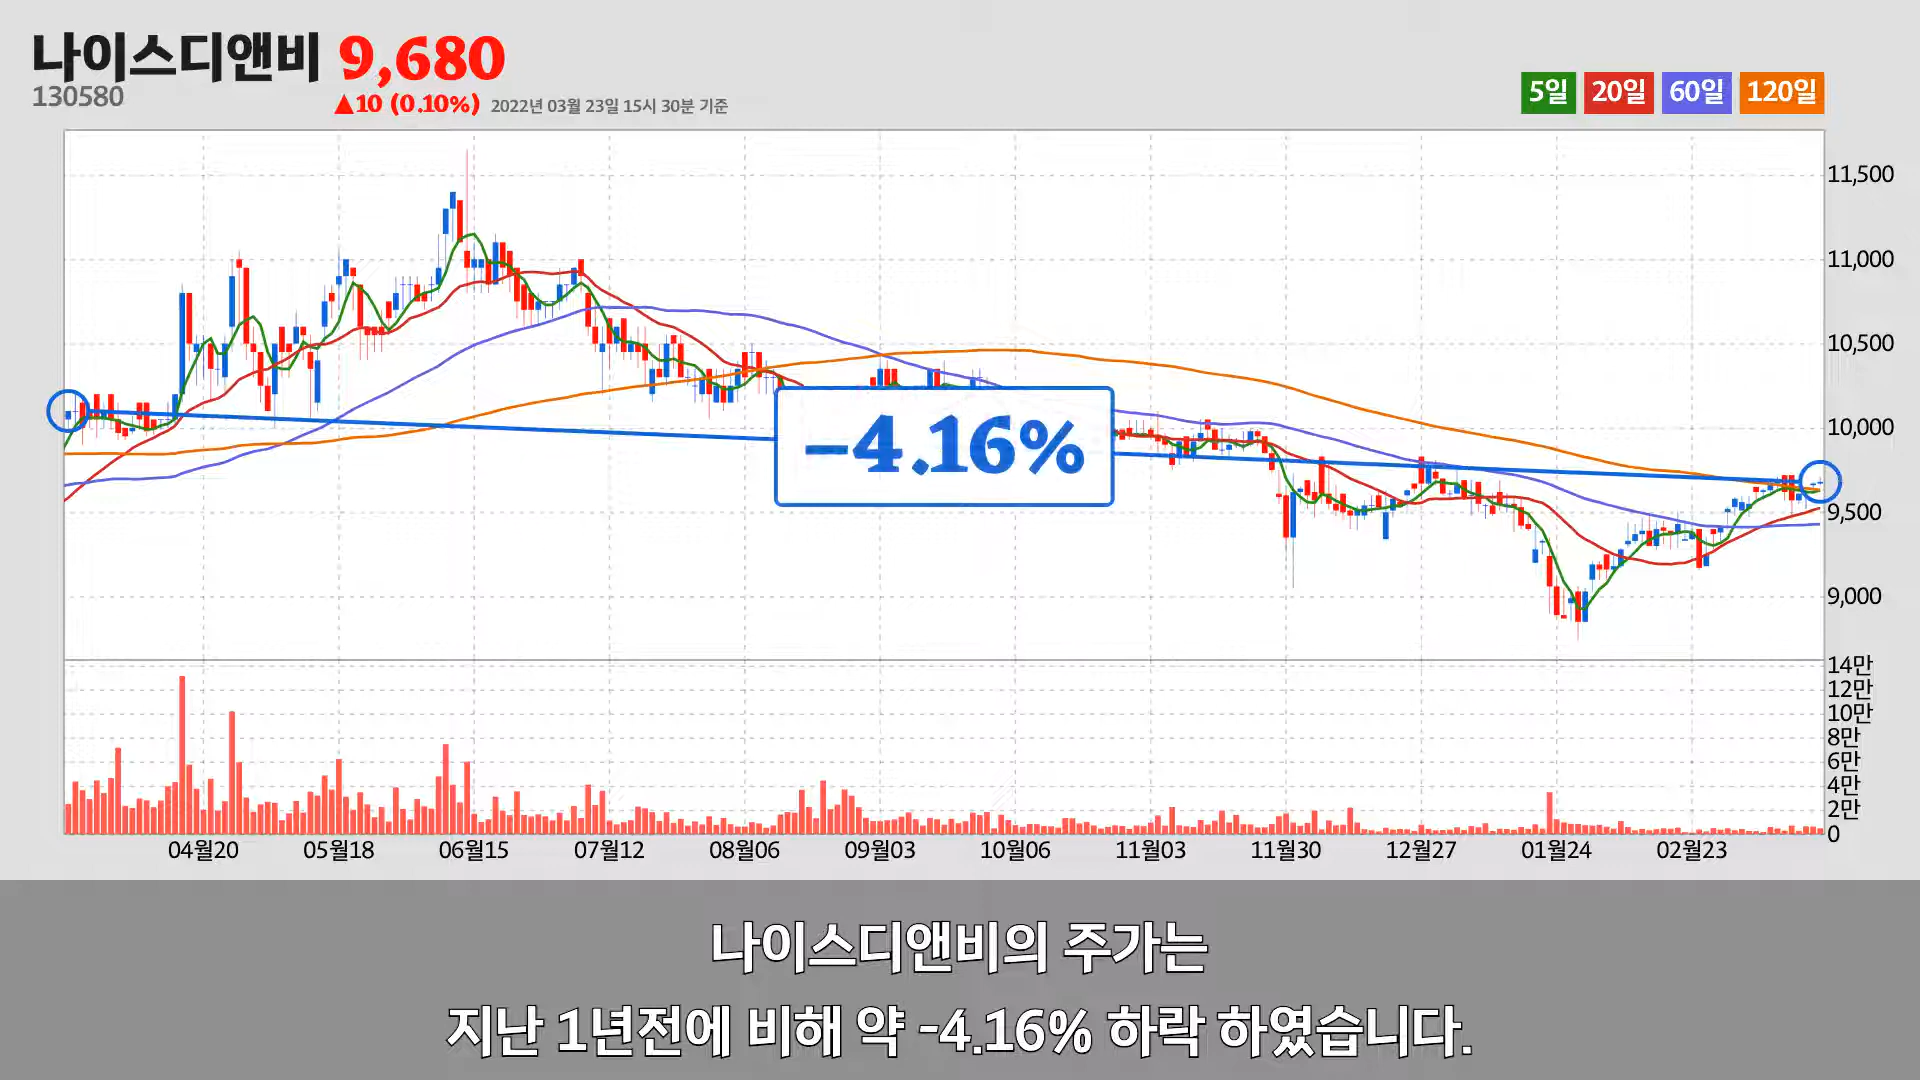 나이스디앤비 9,680
130580
▲10 (0.10%) 2022년 03월 23일 15시 30분 기준
5일 20일 60일 120일
11,500
11,000
10,500
10,000
9,500
9,000
-4.16%
14만
12만
10만
8만
6만
4만
2만
0
04월20 05월18 06월15 07월12 08월06 09월03 10월06 11월03 11월30 12월27 01월24 02월23
나이스디앤비의 주가는
지난 1년전에 비해 약 -4.16% 하락 하였습니다.